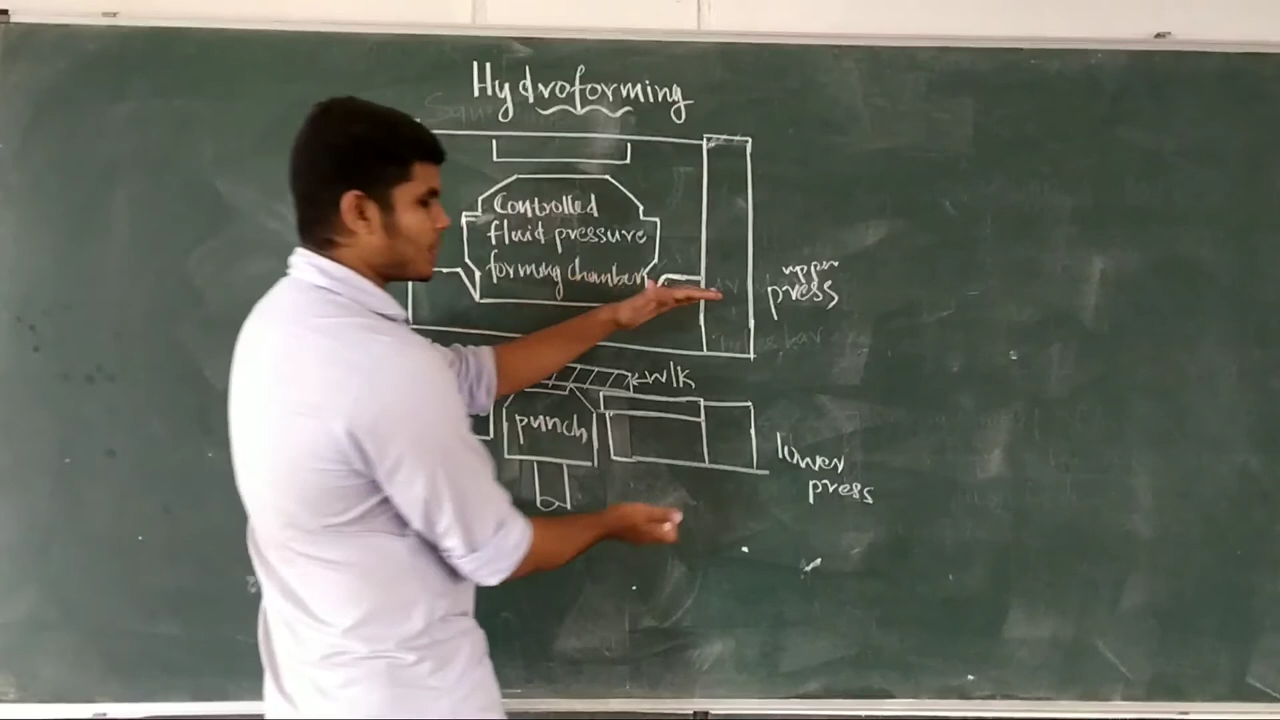 Hydroforming
Controlled
fluid pressure
forming chamber
upper
press
w/k
punch
lower
press